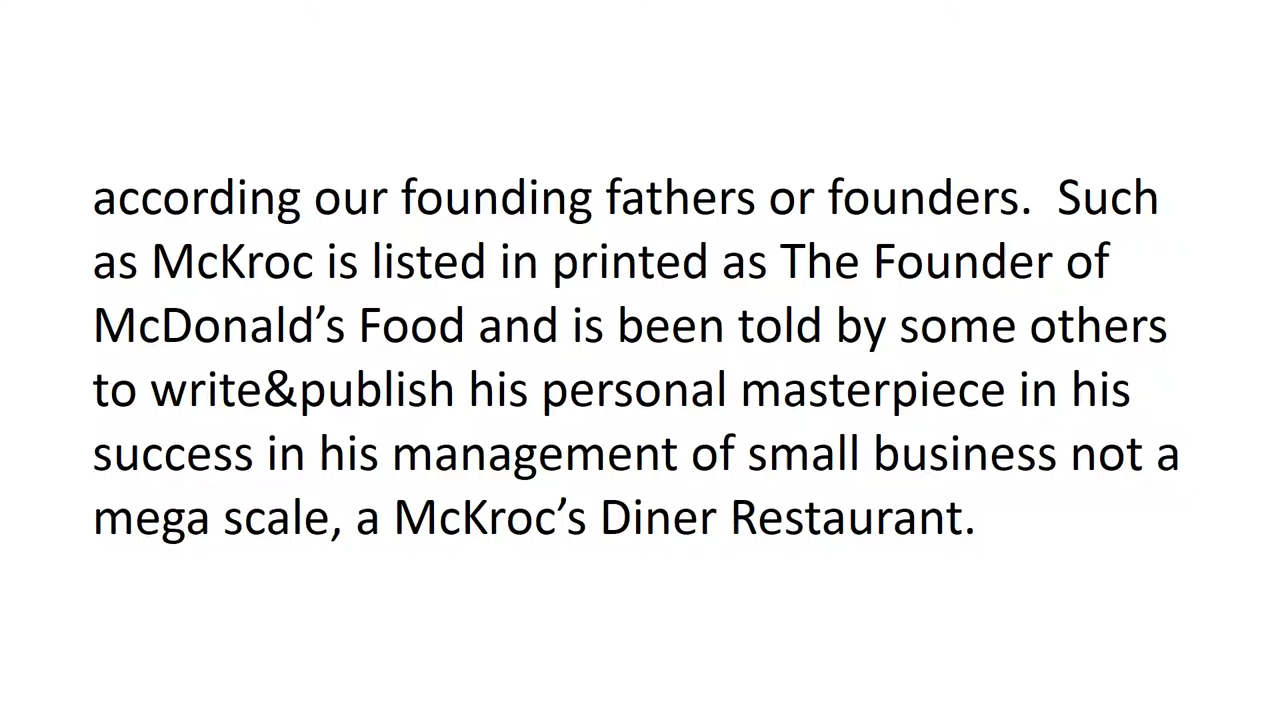 according our founding fathers or founders.  Such
as McKroc is listed in printed as The Founder of
McDonald’s Food and is been told by some others
to write&publish his personal masterpiece in his
success in his management of small business not a
mega scale, a McKroc’s Diner Restaurant.